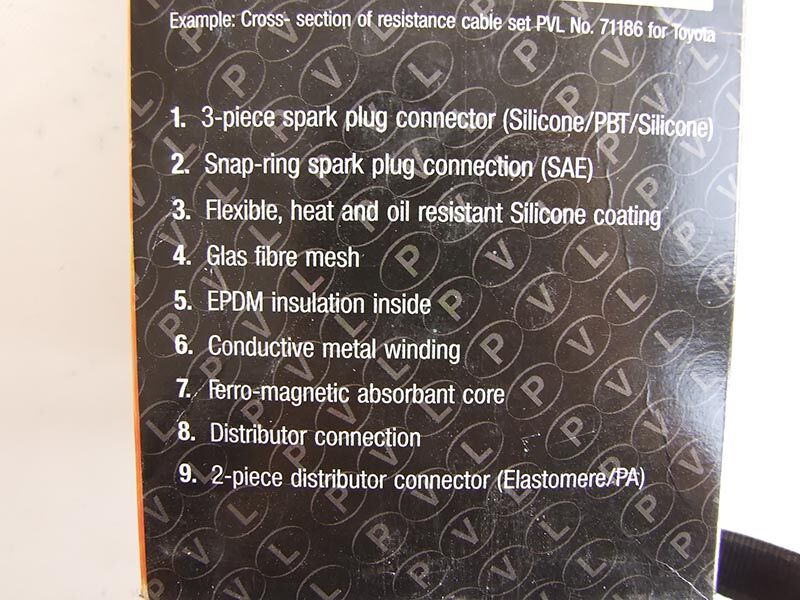 Example: Cross- section of resistance cable set PVL No. 71186 for Toyota
1. 3-piece spark plug connector (Silicone/PBT/Silicone)
2. Snap-ring spark plug connection (SAE)
3. Flexible, heat and oil resistant Silicone coating
4. Glas fibre mesh
5. EPDM insulation inside
6. Conductive metal winding
7. Ferro-magnetic absorbant core
8. Distributor connection
9. 2-piece distributor connector (Elastomere/PA)